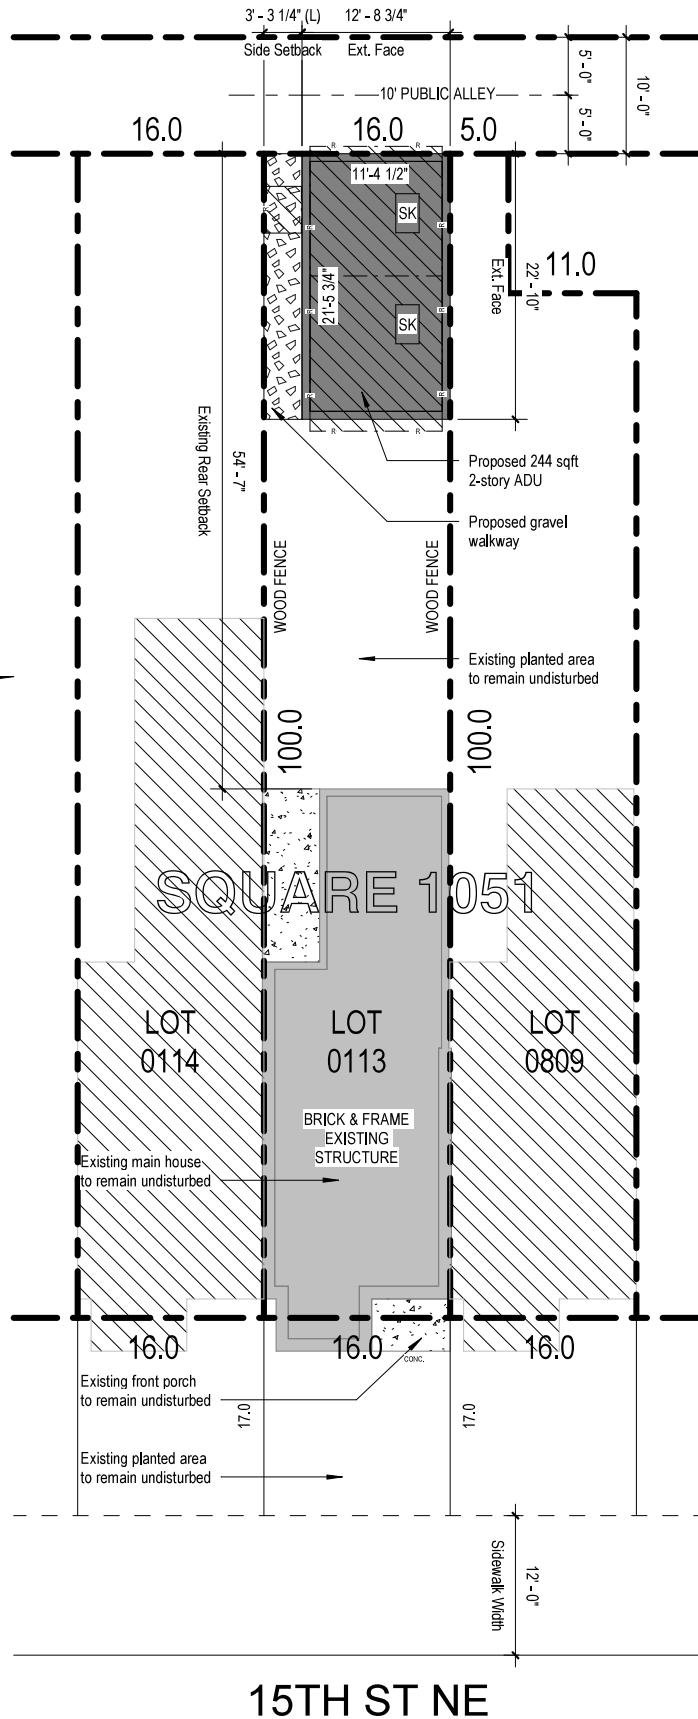 3' - 3 1/4" (L)
12' - 8 3/4"
Side Setback
Ext. Face
5' - 0"
10' - 0"
10' PUBLIC ALLEY
5' - 0"
16.0
16.0
5.0
R
R
11'-4 1/2"
SK
R
R
R
22' - 10"
Ext. Face
11.0
21'-5 3/4"
SK
R
R
R
R
R
R
Existing Rear Setback
54' - 7"
Proposed 244 sqft
2-story ADU
Proposed gravel
walkway
WOOD FENCE
WOOD FENCE
Existing planted area
to remain undisturbed
100.0
100.0
SQUARE 1051
LOT
0114
LOT
0113
LOT
0809
BRICK & FRAME
EXISTING
STRUCTURE
Existing main house
to remain undisturbed
16.0
16.0
16.0
CONC.
Existing front porch
to remain undisturbed
17.0
17.0
Existing planted area
to remain undisturbed
Sidewalk Width
12' - 0"
15TH ST NE